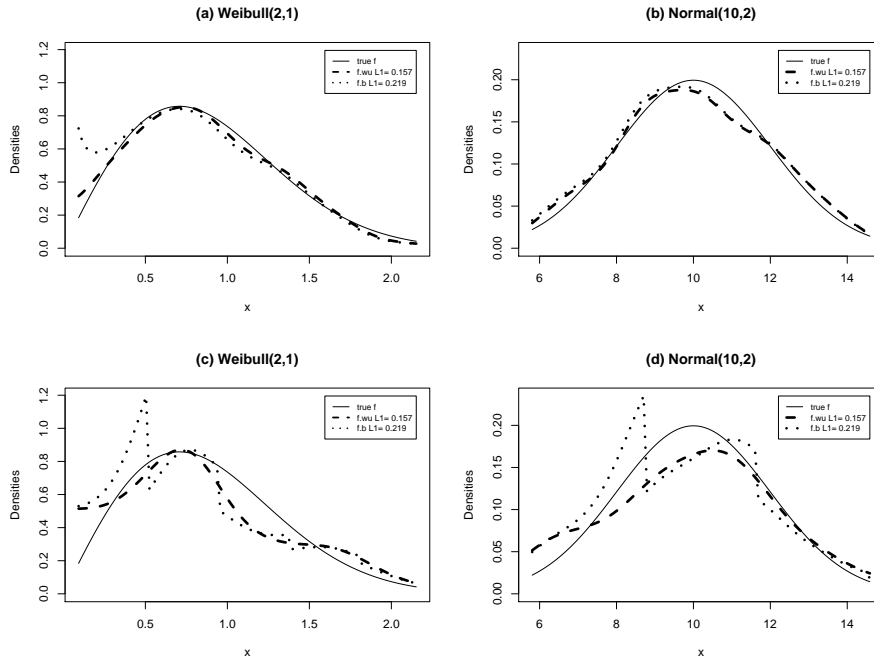 (a) Weibull(2,1)
Densities
0.0 0.2 0.4 0.6 0.8 1.0 1.2
true f
f.wu L1= 0.157
f.b L1= 0.219
0.5 1.0 1.5 2.0
x
(b) Normal(10,2)
Densities
0.00 0.05 0.10 0.15 0.20
true f
f.wu L1= 0.157
f.b L1= 0.219
6 8 10 12 14
x
(c) Weibull(2,1)
Densities
0.0 0.2 0.4 0.6 0.8 1.0 1.2
true f
f.wu L1= 0.157
f.b L1= 0.219
0.5 1.0 1.5 2.0
x
(d) Normal(10,2)
Densities
0.00 0.05 0.10 0.15 0.20
true f
f.wu L1= 0.157
f.b L1= 0.219
6 8 10 12 14
x